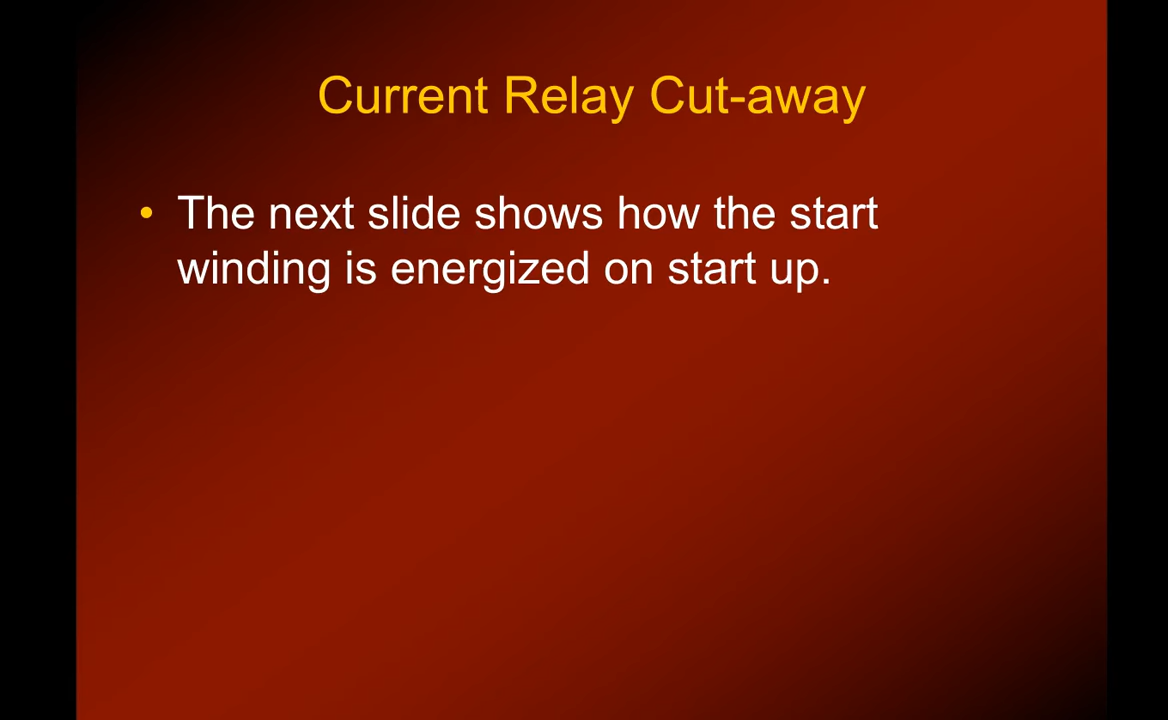 Current Relay Cut-away
• The next slide shows how the start
winding is energized on start up.